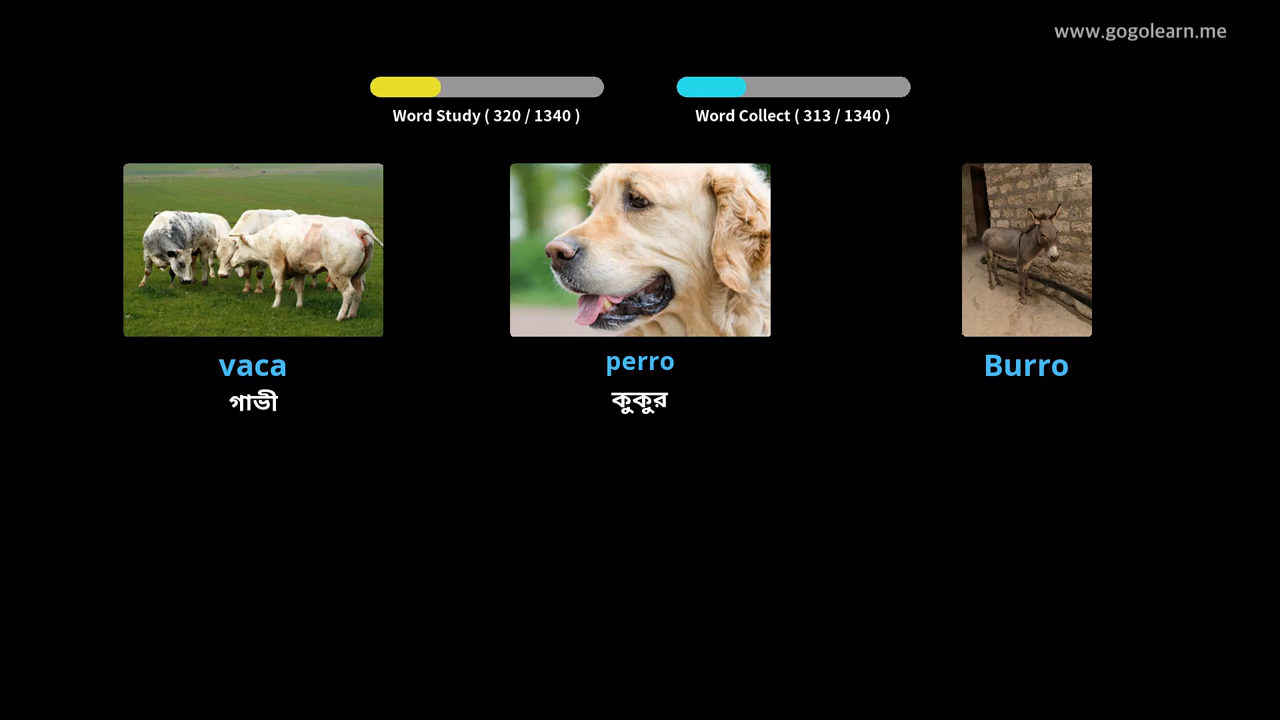 www.gogolearn.me
Word Study ( 320 / 1340 )
Word Collect ( 313 / 1340 )
vaca
গাভী
perro
কুকুর
Burro